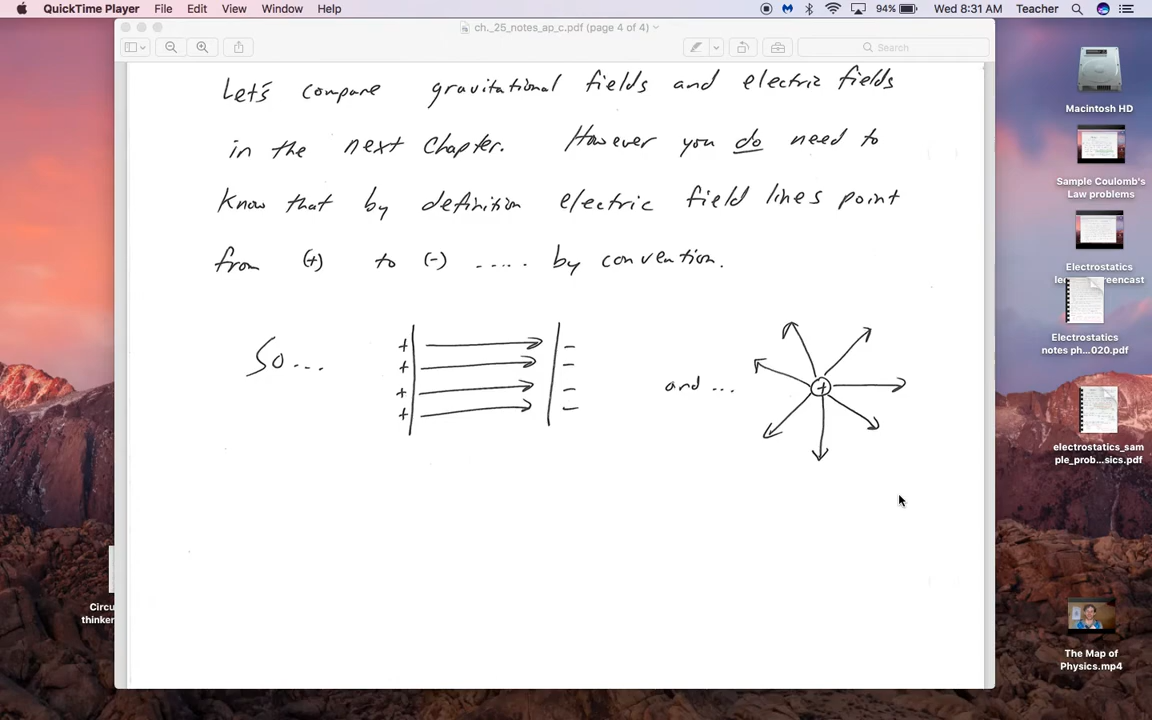 QuickTime Player File Edit View Window Help 94% Wed 8:31 AM Teacher
ch._25_notes_ap_c.pdf (page 4 of 4)
Search
Let's compare gravitational fields and electric fields
in the next chapter. However you do need to
know that by definition electric field lines point
from (+) to (-) ..... by convention.
So...
+ -
+ -
+ -
+ -
and ...
+
Macintosh HD
Sample Coulomb's
Law problems
Electrostatics
Electrostatics
notes ph...020.pdf
electrostatics_sam
ple_prob...sics.pdf
The Map of
Physics.mp4
Circu
thinker